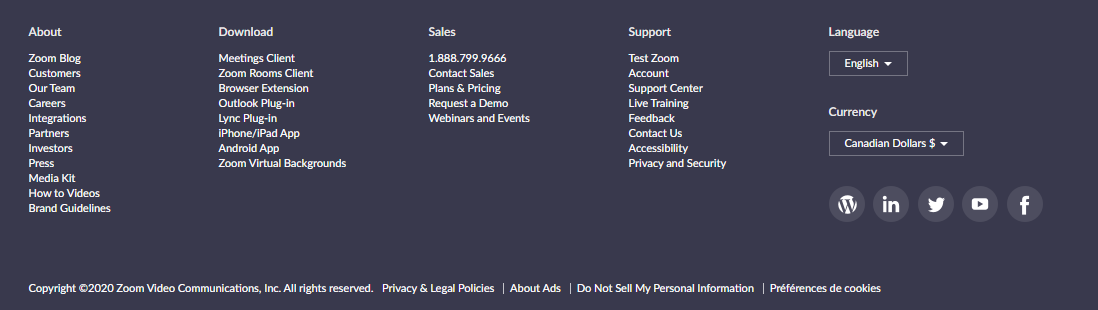 About
Zoom Blog
Customers
Our Team
Careers
Integrations
Partners
Investors
Press
Media Kit
How to Videos
Brand Guidelines
Download
Meetings Client
Zoom Rooms Client
Browser Extension
Outlook Plug-in
Lync Plug-in
iPhone/iPad App
Android App
Zoom Virtual Backgrounds
Sales
1.888.799.9666
Contact Sales
Plans & Pricing
Request a Demo
Webinars and Events
Support
Test Zoom
Account
Support Center
Live Training
Feedback
Contact Us
Accessibility
Privacy and Security
Language
English
Currency
Canadian Dollars $
Copyright ©2020 Zoom Video Communications, Inc. All rights reserved. Privacy & Legal Policies | About Ads | Do Not Sell My Personal Information | Préférences de cookies